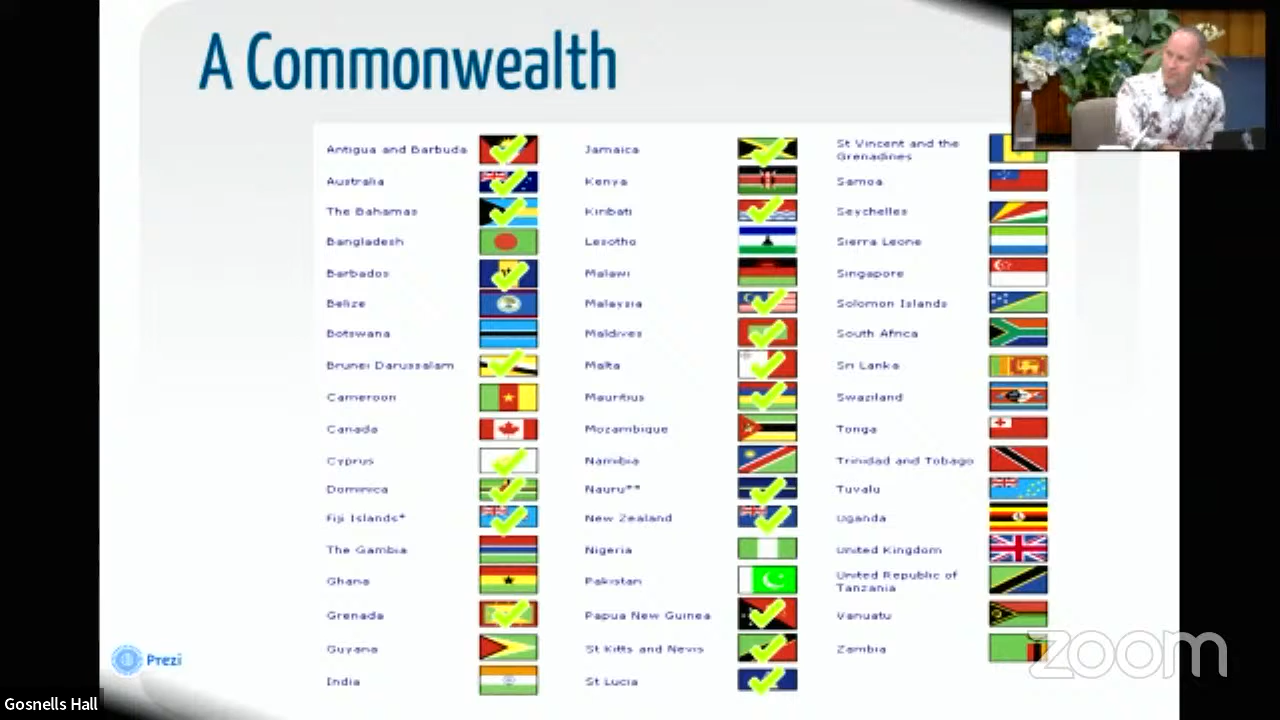 A Commonwealth
Antigua and Barbuda
Australia
The Bahamas
Bangladesh
Barbados
Belize
Botswana
Brunei Darussalam
Cameroon
Canada
Cyprus
Dominica
Fiji Islands*
The Gambia
Ghana
Grenada
Guyana
India
Jamaica
Kenya
Kiribati
Lesotho
Malawi
Malaysia
Maldives
Malta
Mauritius
Mozambique
Namibia
Nauru**
New Zealand
Nigeria
Pakistan
Papua New Guinea
St Kitts and Nevis
St Lucia
St Vincent and the
Grenadines
Samoa
Seychelles
Sierra Leone
Singapore
Solomon Islands
South Africa
Sri Lanka
Swaziland
Tonga
Trinidad and Tobago
Tuvalu
Uganda
United Kingdom
United Republic of
Tanzania
Vanuatu
Zambia
Prezi
zoom
Gosnells Hall